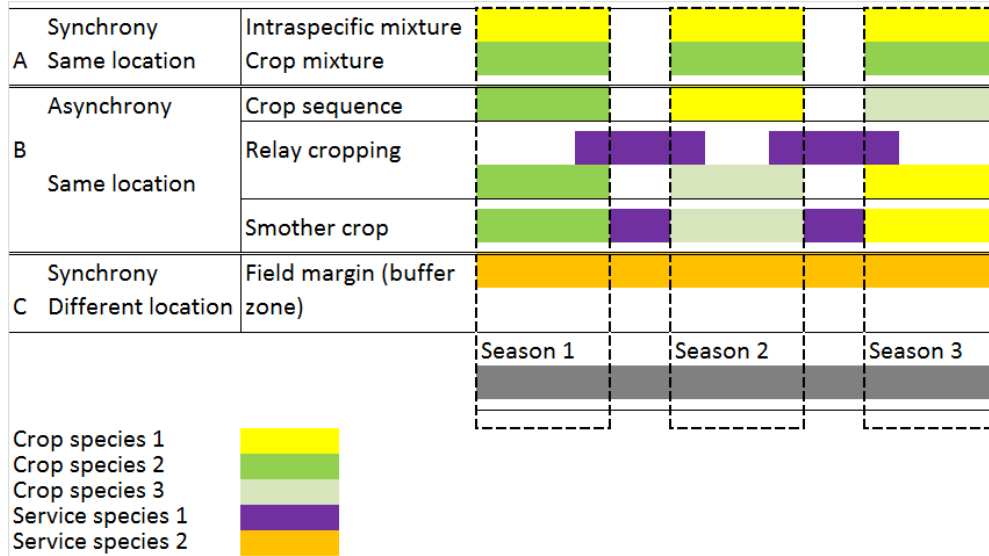 Synchrony Intraspecific mixture
A Same location Crop mixture
Asynchrony Crop sequence
B Relay cropping
Same location
Smother crop
Synchrony Field margin (buffer
C Different location zone)
Season 1 Season 2 Season 3
Crop species 1
Crop species 2
Crop species 3
Service species 1
Service species 2